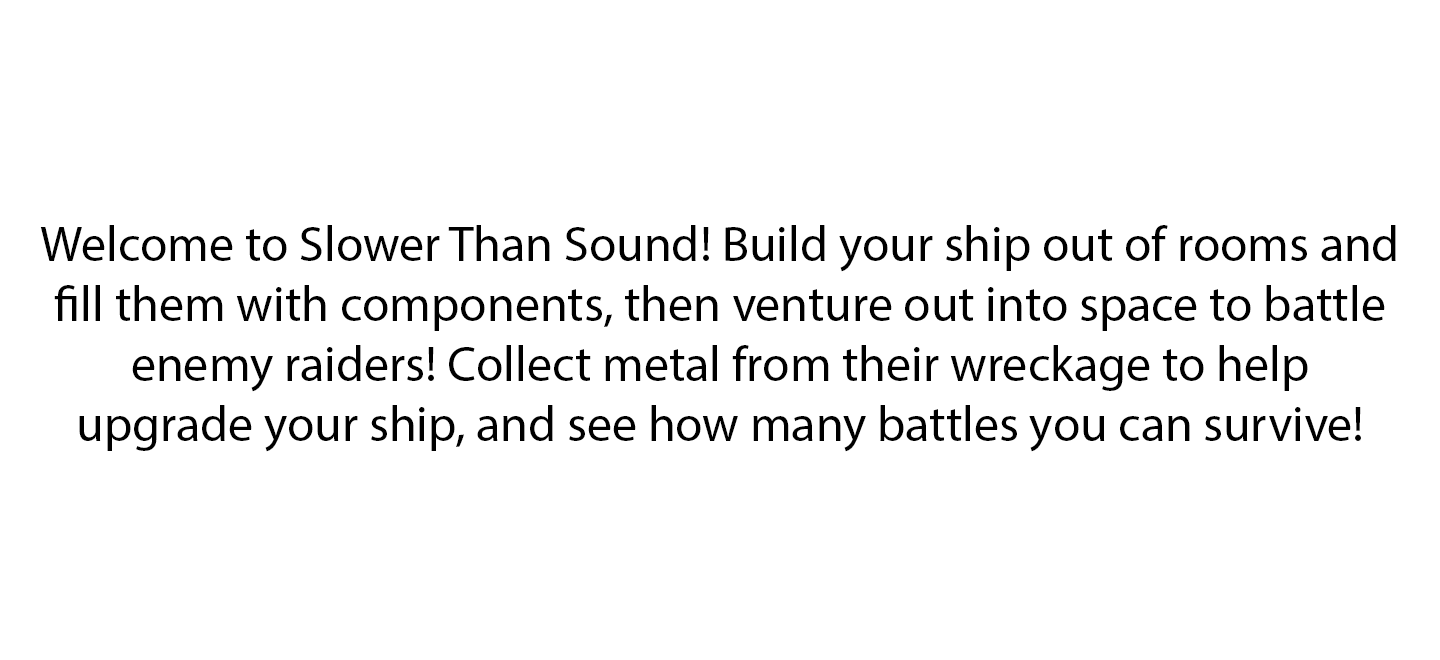 Welcome to Slower Than Sound! Build your ship out of rooms and
fill them with components, then venture out into space to battle
enemy raiders! Collect metal from their wreckage to help
upgrade your ship, and see how many battles you can survive!